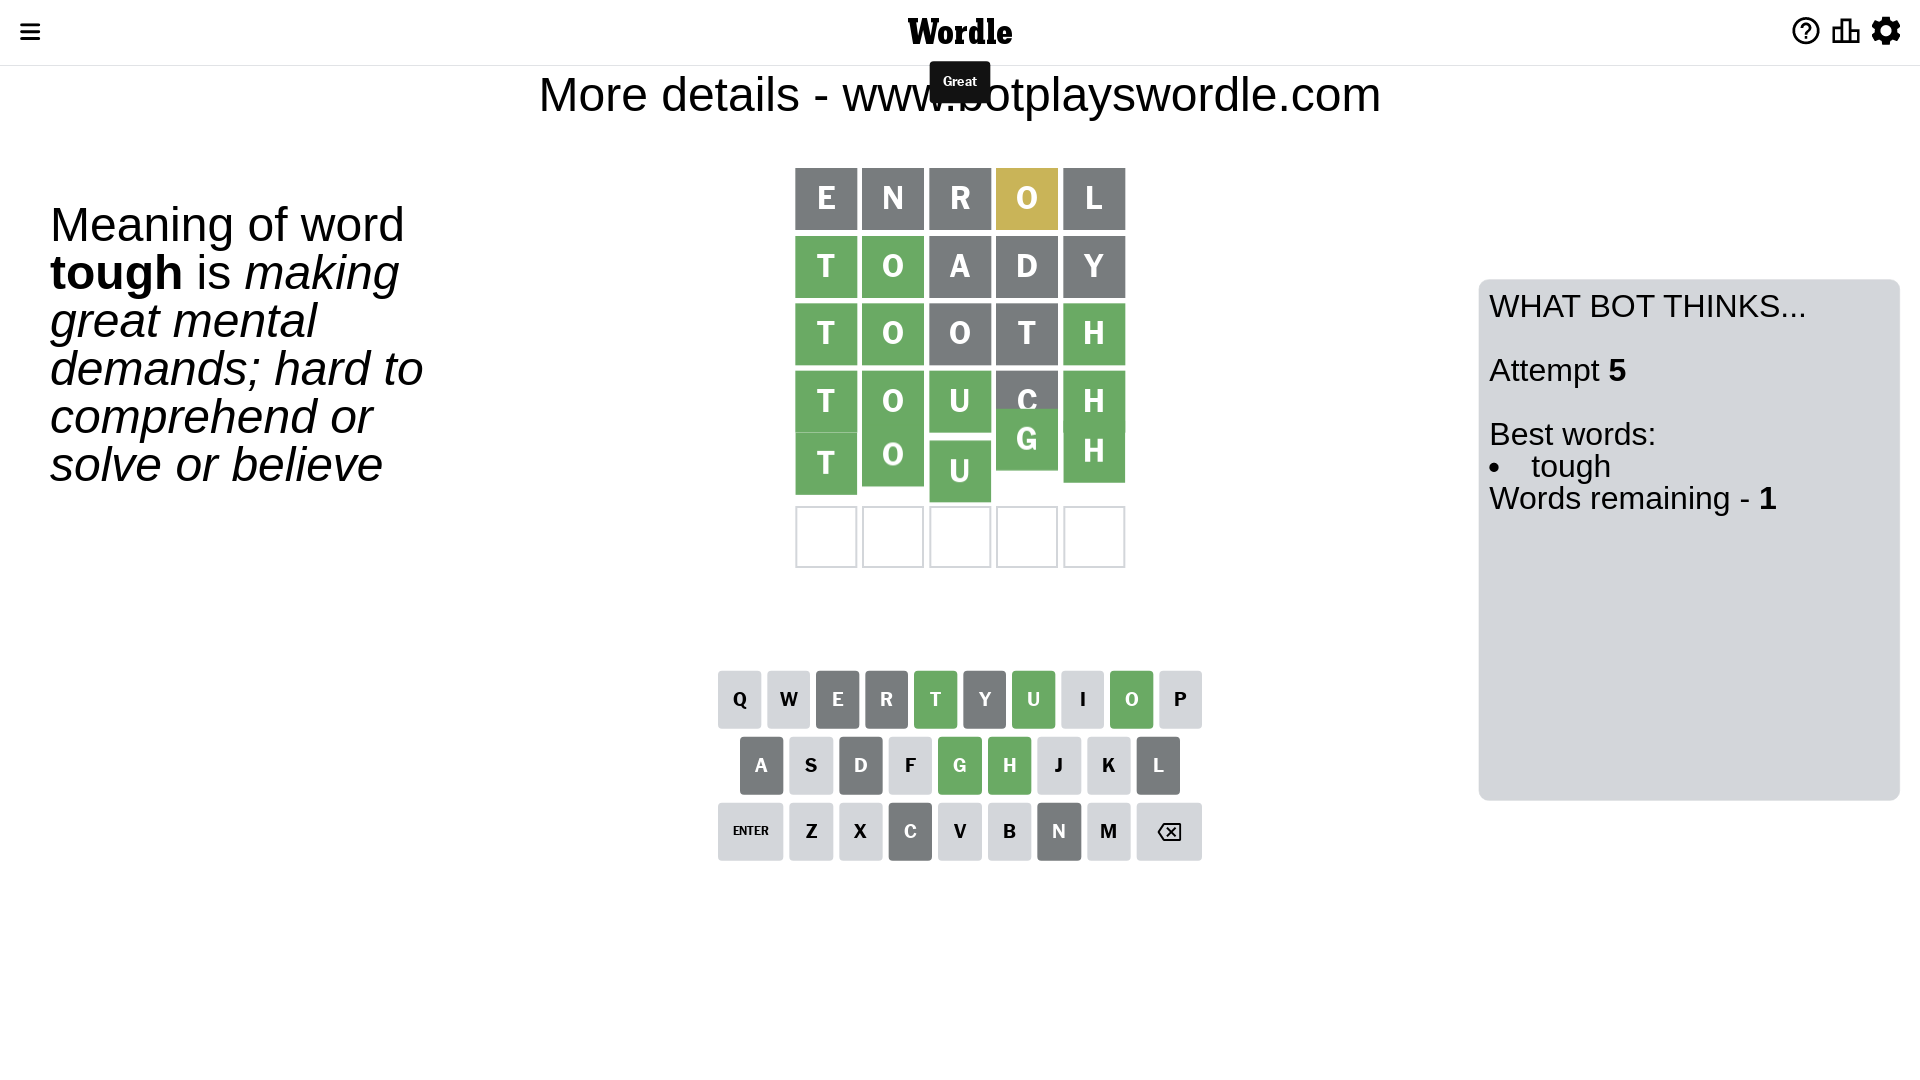 Wordle
Great
More details - www.botplayswordle.com
Meaning of word
tough is making
great mental
demands; hard to
comprehend or
solve or believe
E N R O L
T O A D Y
T O O T H
T O U C H
T O U G H
WHAT BOT THINKS...
Attempt 5
Best words:
• tough
Words remaining - 1
Q W E R T Y U I O P
A S D F G H J K L
ENTER Z X C V B N M